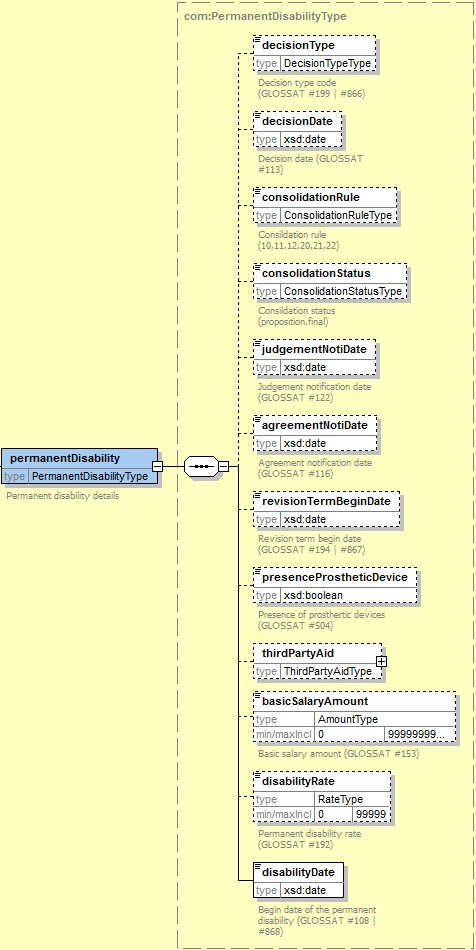 com:PermanentDisabilityType
decisionType
type DecisionTypeType
Decision type code
(GLOSSAT #199 | #866)
decisionDate
type xsd:date
Decision date (GLOSSAT
#113)
consolidationRule
type ConsolidationRuleType
Consildation rule
(10,11,12,20,21,22)
consolidationStatus
type ConsolidationStatusType
Consildation status
(proposition,final)
judgementNotiDate
type xsd:date
Judgement notification date
(GLOSSAT #122)
agreementNotiDate
type xsd:date
Agreement notification date
(GLOSSAT #116)
permanentDisability
type PermanentDisabilityType
Permanent disability details
revisionTermBeginDate
type xsd:date
Revision term begin date
(GLOSSAT #194 | #867)
presenceProstheticDevice
type xsd:boolean
Presence of prosthertic devices
(GLOSSAT #504)
thirdPartyAid
type ThirdPartyAidType
basicSalaryAmount
type AmountType
min/maxIncl 0 99999999...
Basic salary amount (GLOSSAT #153)
disabilityRate
type RateType
min/maxIncl 0 99999
Permanent disability rate
(GLOSSAT #192)
disabilityDate
type xsd:date
Begin date of the permanent
disability (GLOSSAT #108 |
#868)